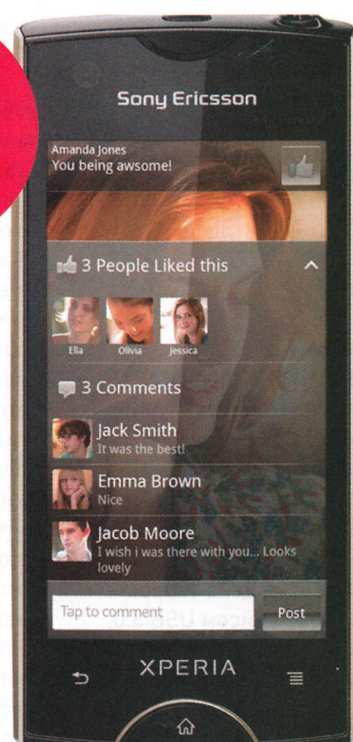 Sony Ericsson
Amanda Jones
You being awsome!
3 People Liked this
Ella Olivia Jessica
3 Comments
Jack Smith
It was the best!
Emma Brown
Nice
Jacob Moore
I wish i was there with you... Looks
lovely
Tap to comment Post
XPERIA